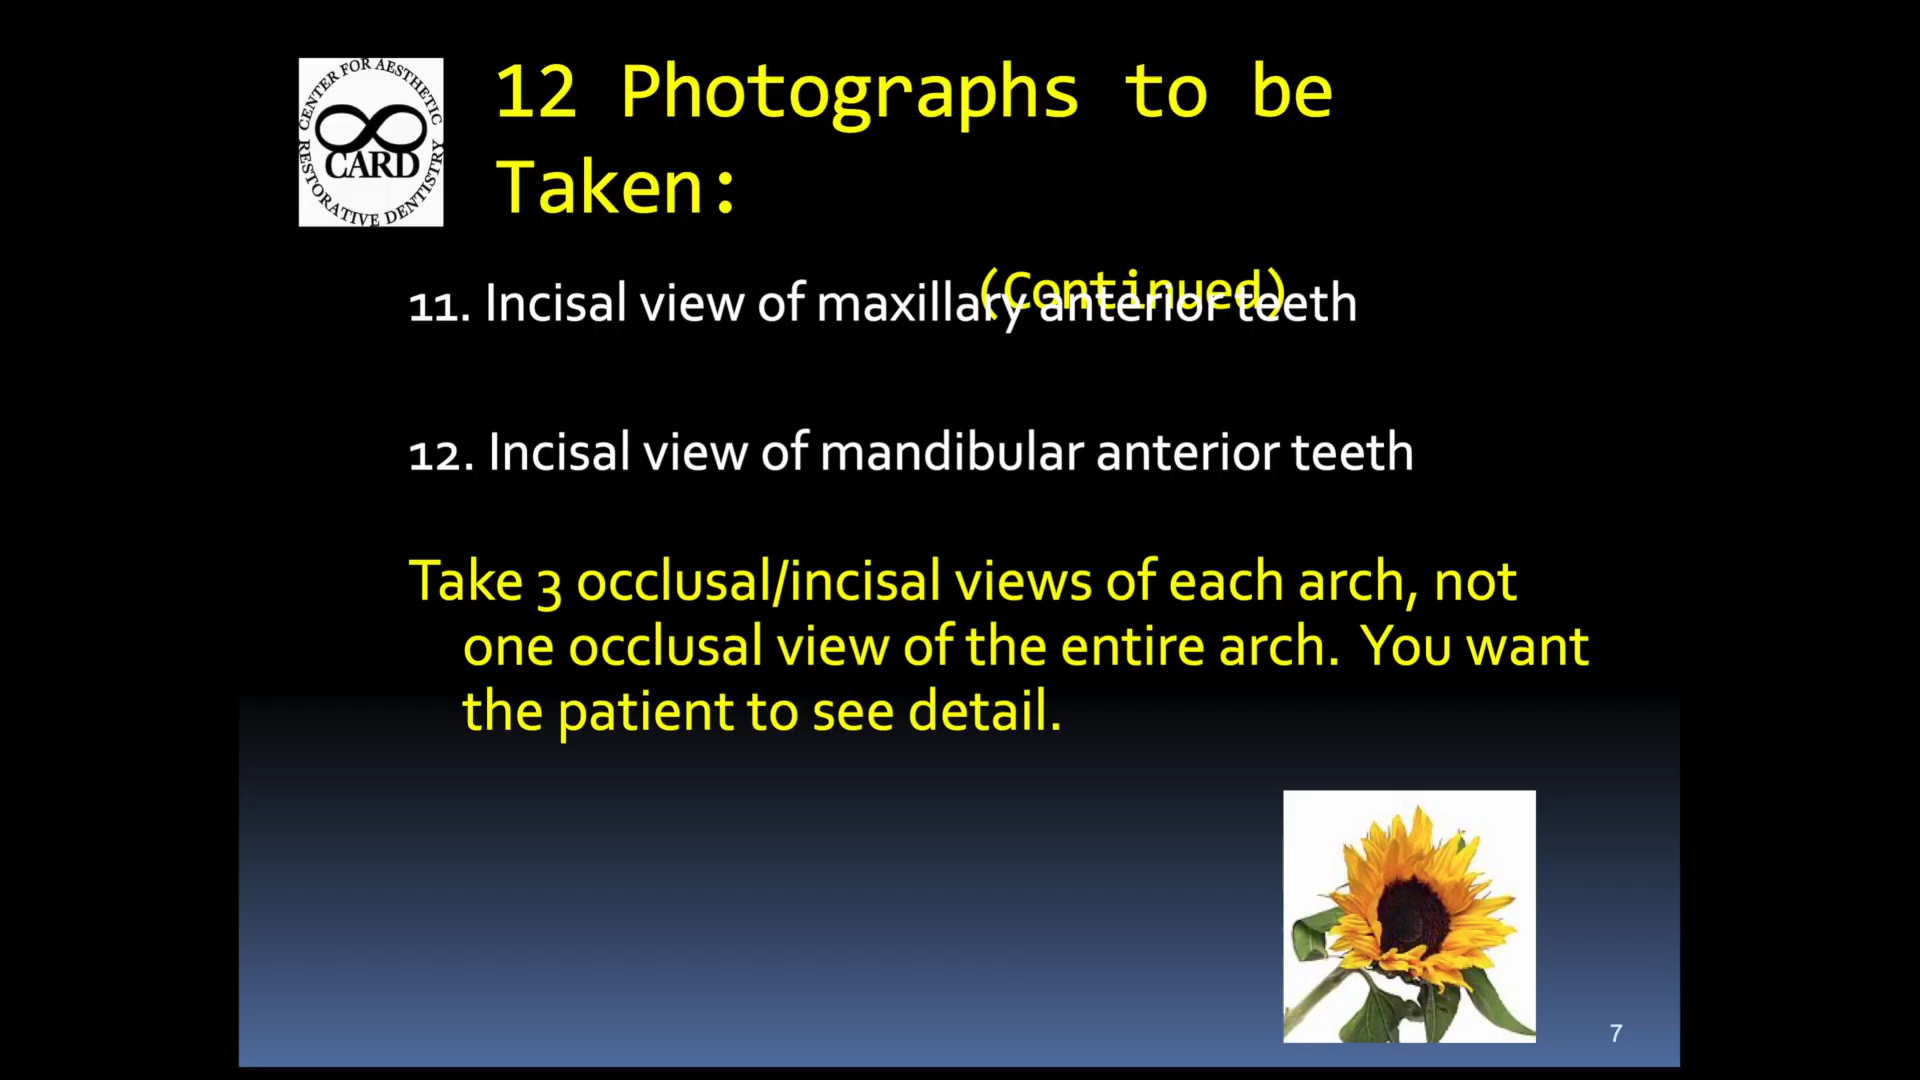 CENTER FOR AESTHETIC
CARD
RESTORATIVE DENTISTRY
12 Photographs to be
Taken:
(Continued)
11. Incisal view of maxillary anterior teeth
12. Incisal view of mandibular anterior teeth
Take 3 occlusal/incisal views of each arch, not
one occlusal view of the entire arch. You want
the patient to see detail.
7